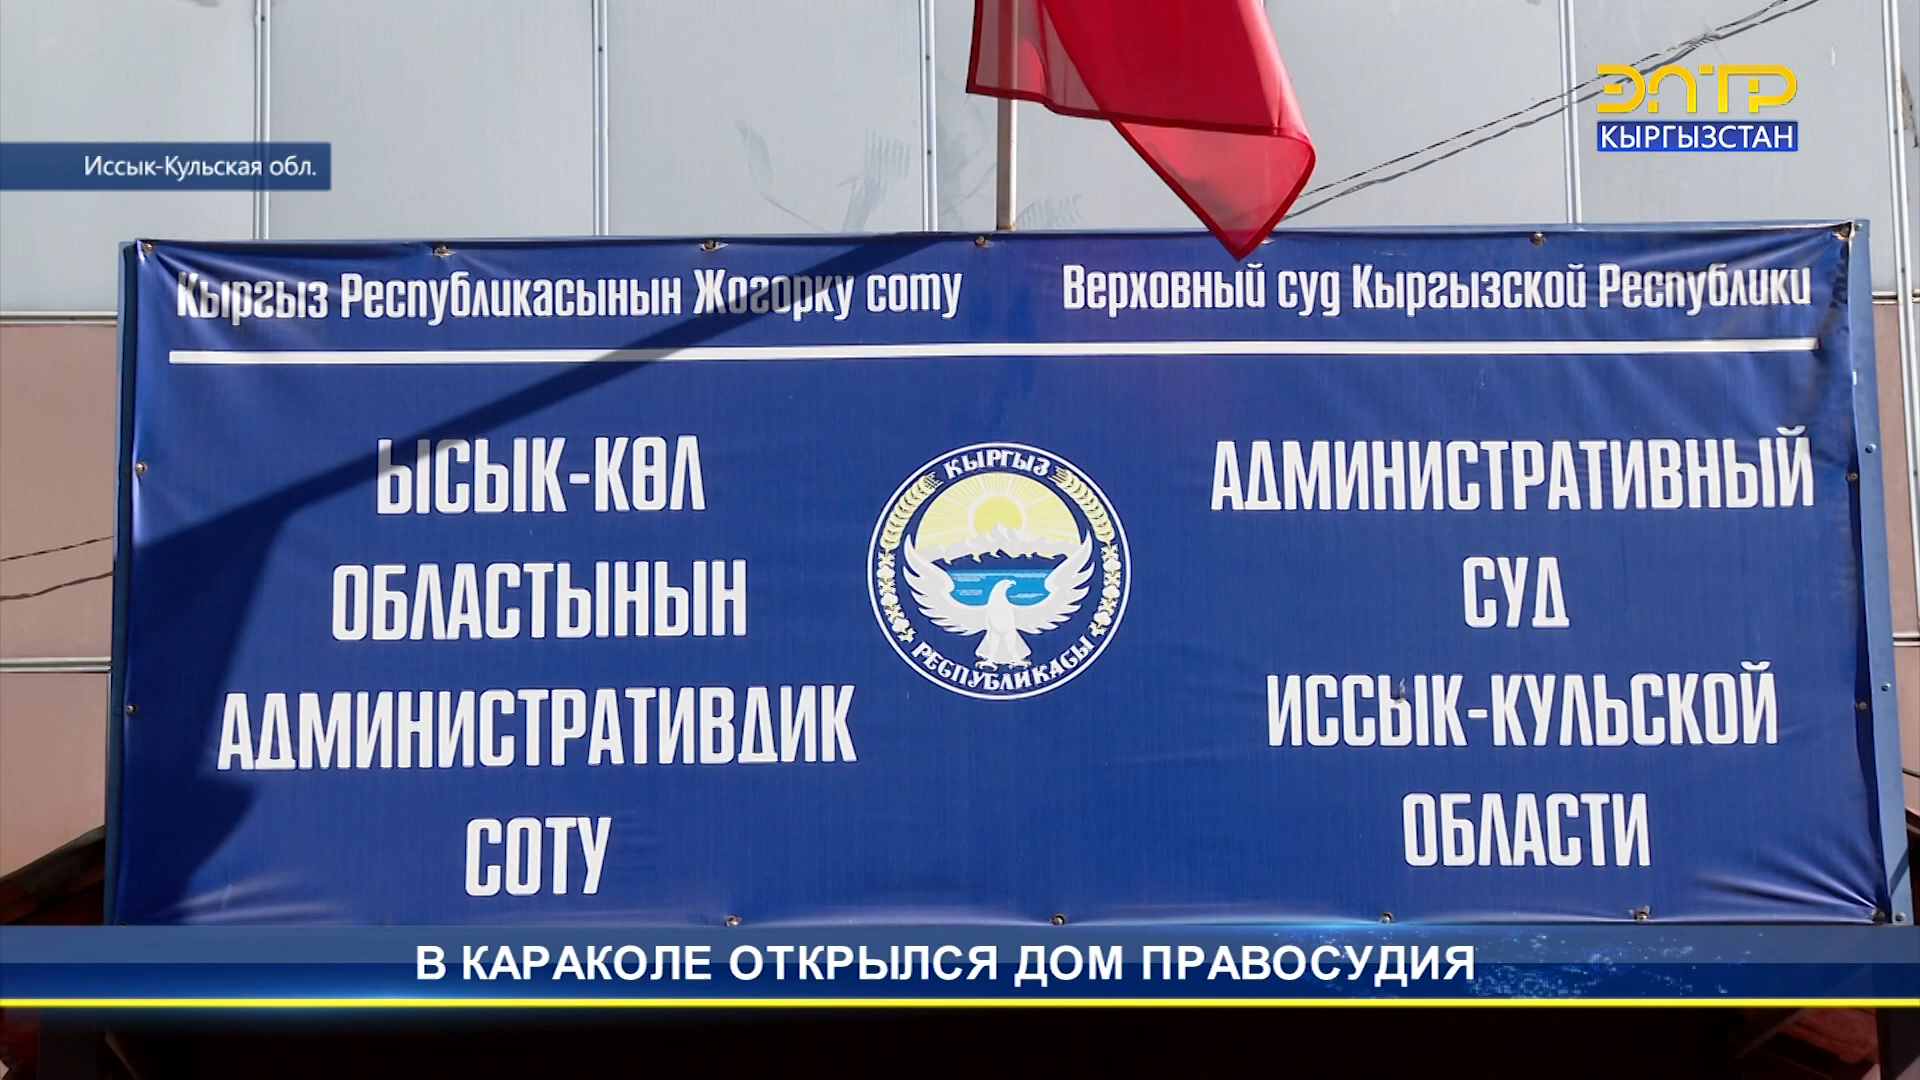 ЭЛТР
КЫРГЫЗСТАН
Иссык-Кульская обл.
Кыргыз Республикасынын Жогорку соту
Верховный суд Кыргызской Республики
ЫСЫК-КӨЛ
ОБЛАСТЫНЫН
АДМИНИСТРАТИВДИК
СОТУ
КЫРГЫЗ
РЕСПУБЛИКАСЫ
АДМИНИСТРАТИВНЫЙ
СУД
ИССЫК-КУЛЬСКОЙ
ОБЛАСТИ
В КАРАКОЛЕ ОТКРЫЛСЯ ДОМ ПРАВОСУДИЯ